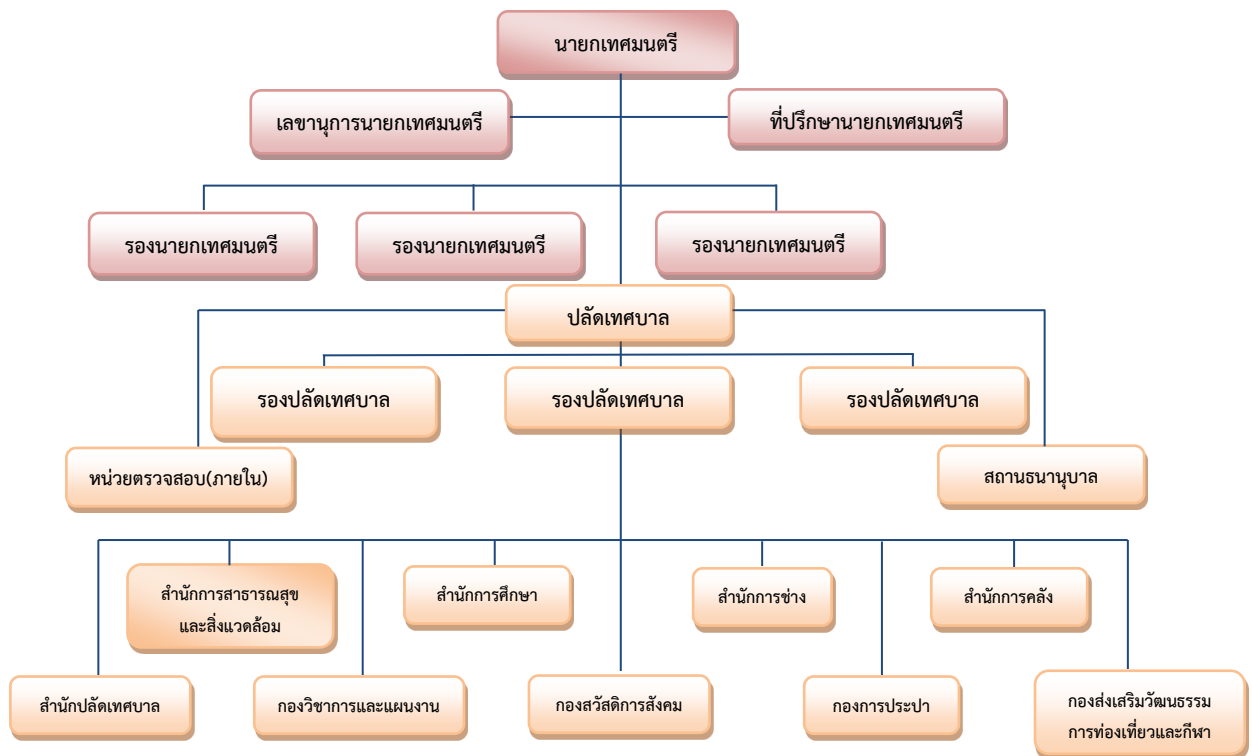 นายกเทศมนตรี
เลขานุการนายกเทศมนตรี
ที่ปรึกษานายกเทศมนตรี
รองนายกเทศมนตรี
รองนายกเทศมนตรี
รองนายกเทศมนตรี
ปลัดเทศบาล
รองปลัดเทศบาล
รองปลัดเทศบาล
รองปลัดเทศบาล
หน่วยตรวจสอบ(ภายใน)
สถานธนานุบาล
สำนักการสาธารณสุข
และสิ่งแวดล้อม
สำนักการศึกษา
สำนักการช่าง
สำนักการคลัง
สำนักปลัดเทศบาล
กองวิชาการและแผนงาน
กองสวัสดิการสังคม
กองการประปา
กองส่งเสริมวัฒนธรรม
การท่องเที่ยวและกีฬา